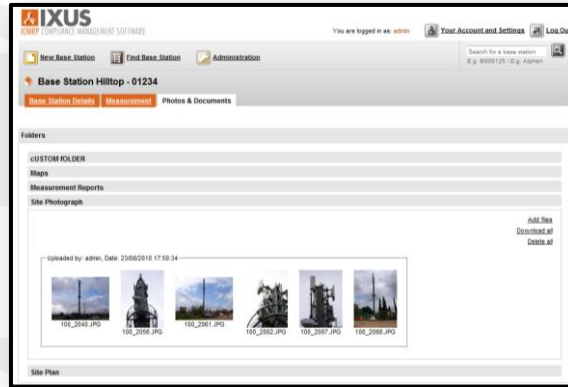 IXUS
ICNIRP COMPLIANCE MANAGEMENT SOFTWARE
You are logged in as: admin
Your Account and Settings
Log Ou
New Base Station
Find Base Station
Administration
Search for a base station
E.g. BS00125 / E.g. Alphen
Base Station Hilltop - 01234
Base Station Details
Measurement
Photos & Documents
Folders
cUSTOM fOLDER
Maps
Measurement Reports
Site Photograph
Add files
Download all
Delete all
Uploaded by: admin, Date: 23/08/2010 17:50:34
100_2040.JPG
100_2056.JPG
100_2061.JPG
100_2062.JPG
100_2067.JPG
100_2088.JPG
Site Plan